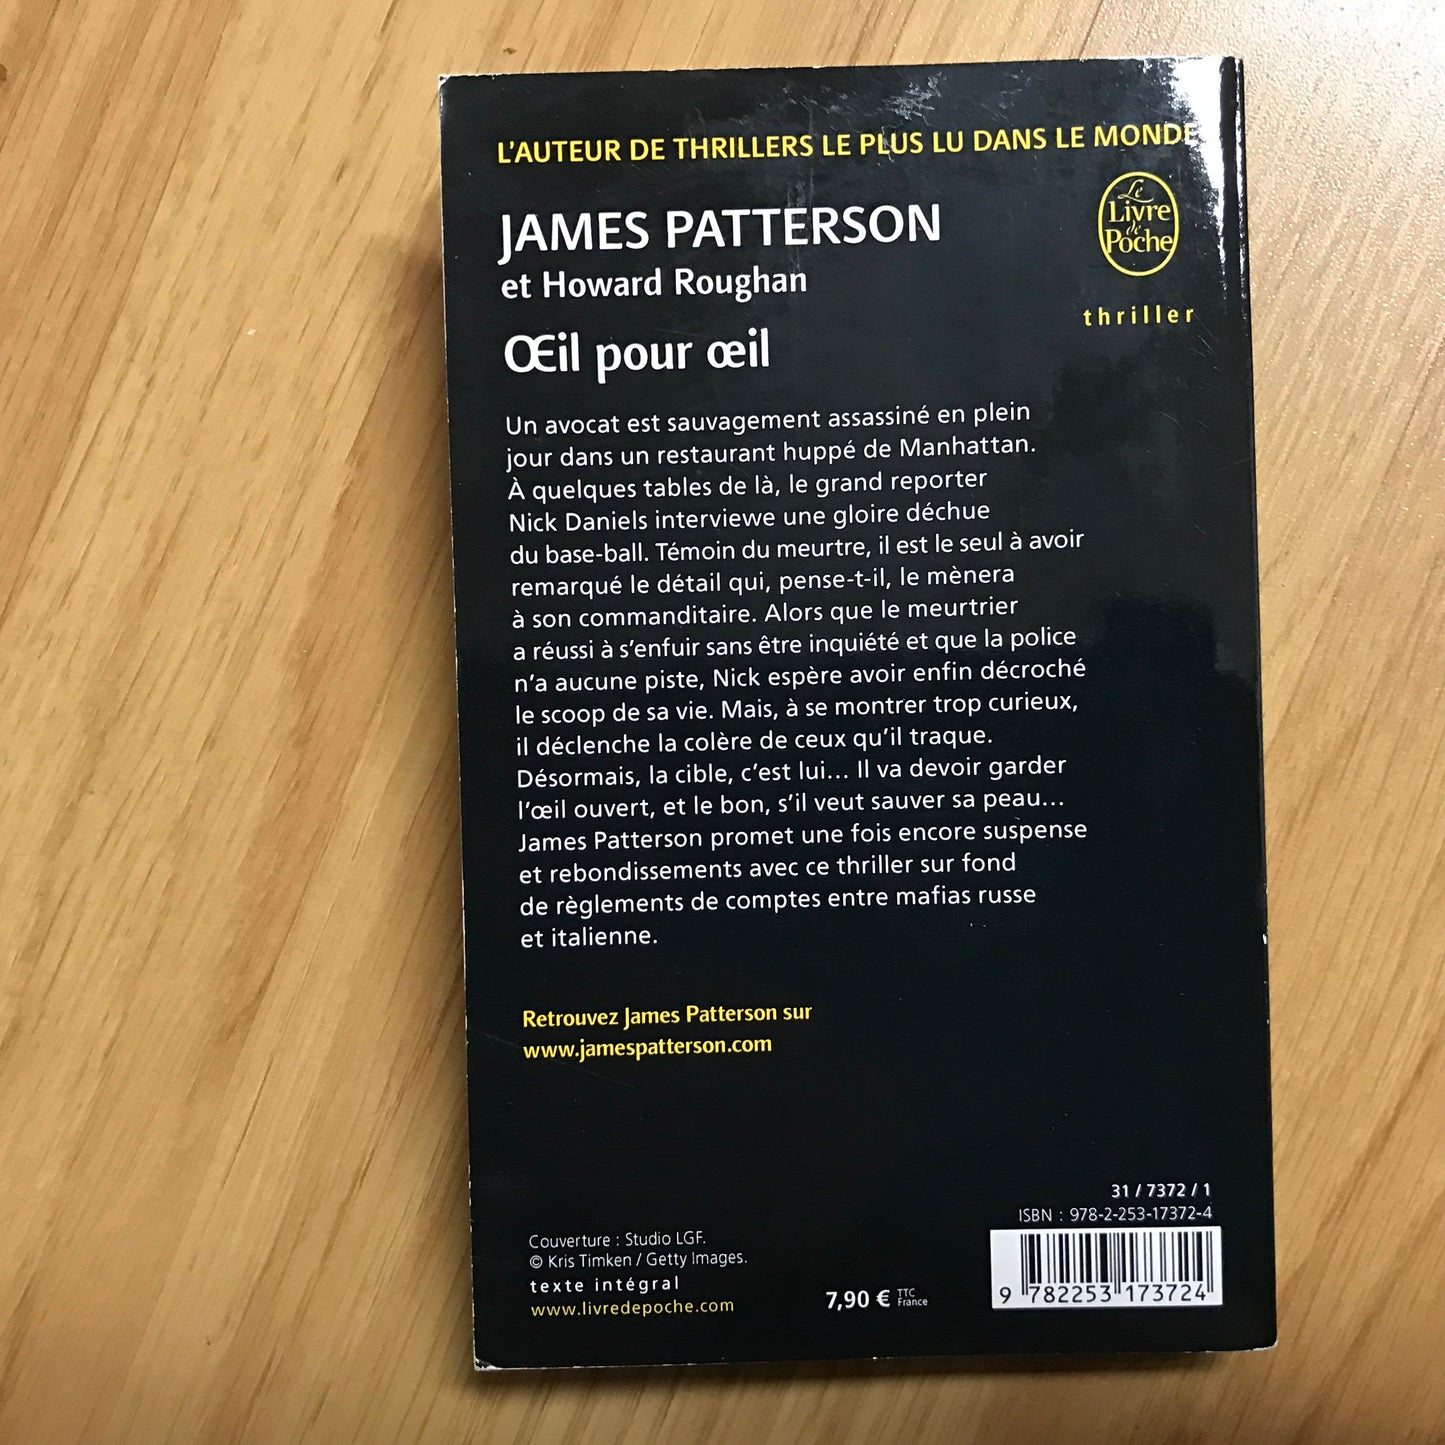 L'AUTEUR DE THRILLERS LE PLUS LU DANS LE MONDE
JAMES PATTERSON
et Howard Roughan
Le
Livre
de
Poche
thriller
Œil pour œil
Un avocat est sauvagement assassiné en plein
jour dans un restaurant huppé de Manhattan.
À quelques tables de là, le grand reporter
Nick Daniels interviewe une gloire déchue
du base-ball. Témoin du meurtre, il est le seul à avoir
remarqué le détail qui, pense-t-il, le mènera
à son commanditaire. Alors que le meurtrier
a réussi à s'enfuir sans être inquiété et que la police
n'a aucune piste, Nick espère avoir enfin décroché
le scoop de sa vie. Mais, à se montrer trop curieux,
il déclenche la colère de ceux qu'il traque.
Désormais, la cible, c'est lui… Il va devoir garder
l'œil ouvert, et le bon, s'il veut sauver sa peau…
James Patterson promet une fois encore suspense
et rebondissements avec ce thriller sur fond
de règlements de comptes entre mafias russe
et italienne.
Retrouvez James Patterson sur
www.jamespatterson.com
Couverture : Studio LGF.
© Kris Timken / Getty Images.
texte intégral
www.livredepoche.com
7,90 € TTC
France
31 / 7372 / 1
ISBN : 978-2-253-17372-4
9 782253 173724